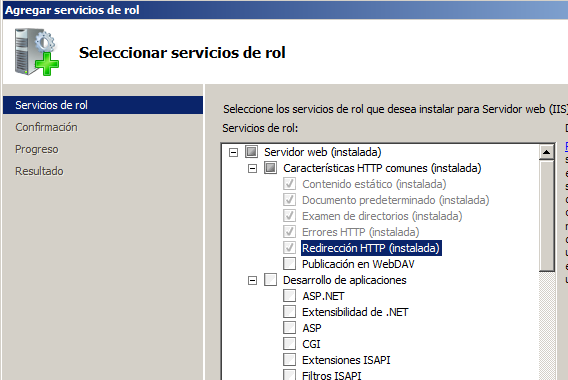 Agregar servicios de rol
Seleccionar servicios de rol
Servicios de rol
Confirmación
Progreso
Resultado
Seleccione los servicios de rol que desea instalar para Servidor web (IIS)
Servicios de rol:
Servidor web (instalada)
Características HTTP comunes (instalada)
Contenido estático (instalada)
Documento predeterminado (instalada)
Examen de directorios (instalada)
Errores HTTP (instalada)
Redirección HTTP (instalada)
Publicación en WebDAV
Desarrollo de aplicaciones
ASP.NET
Extensibilidad de .NET
ASP
CGI
Extensiones ISAPI
Filtros ISAPI